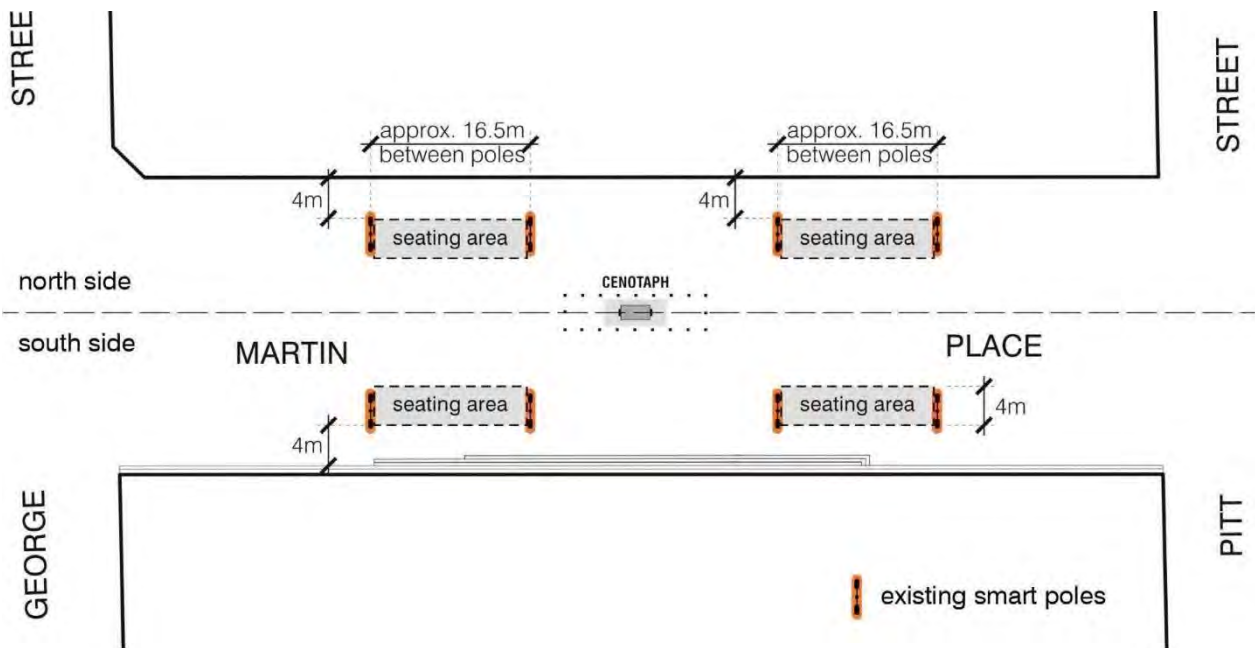 STREE
STREET
approx. 16.5m
between poles
approx. 16.5m
between poles
4m
4m
seating area
seating area
north side
CENOTAPH
south side
MARTIN
PLACE
seating area
seating area
4m
4m
GEORGE
PITT
existing smart poles